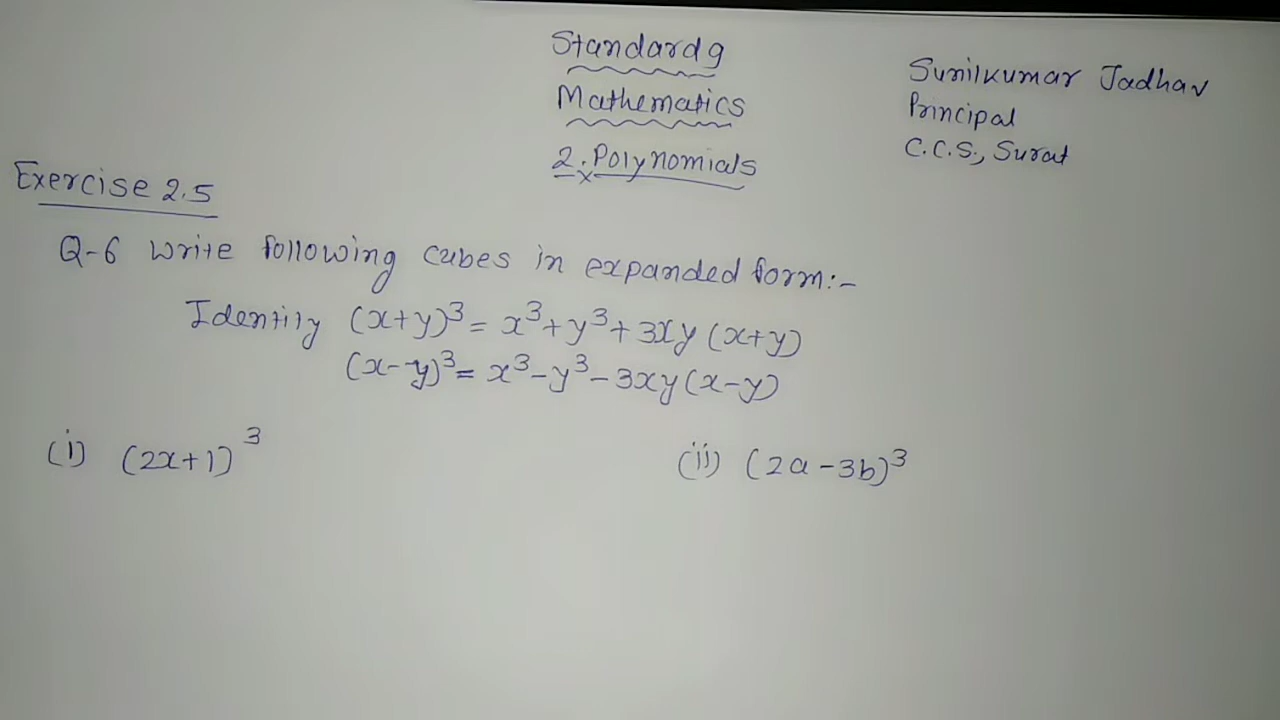 Standard 9
Mathematics
2. Polynomials
Sunilkumar Jadhav
Principal
C.C.S., Surat
Exercise 2.5
Q-6 Write following cubes in expanded form:-
Identity (x+y)³ = x³+y³+3xy(x+y)
(x-y)³ = x³-y³-3xy(x-y)
(i) (2x+1)³
(ii) (2a-3b)³